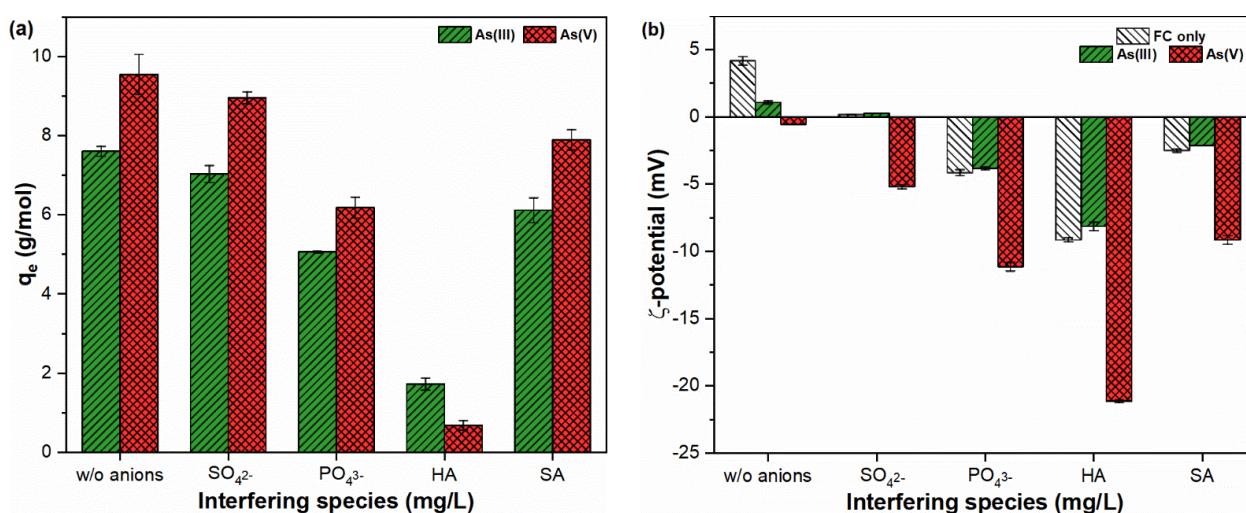 (a)
As(III) As(V)
10
8
6
4
2
0
qₑ (g/mol)
w/o anions SO₄²⁻ PO₄³⁻ HA SA
Interfering species (mg/L)
(b)
FC only
As(III) As(V)
5
0
-5
-10
-15
-20
-25
ζ-potential (mV)
w/o anions SO₄²⁻ PO₄³⁻ HA SA
Interfering species (mg/L)